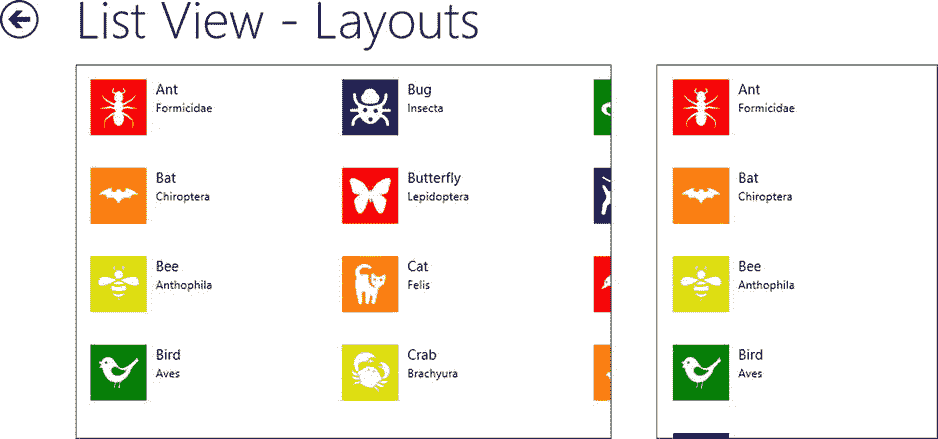 List View - Layouts
Ant
Formicidae
Bat
Chiroptera
Bee
Anthophila
Bird
Aves
Bug
Insecta
Butterfly
Lepidoptera
Cat
Felis
Crab
Brachyura
Ant
Formicidae
Bat
Chiroptera
Bee
Anthophila
Bird
Aves